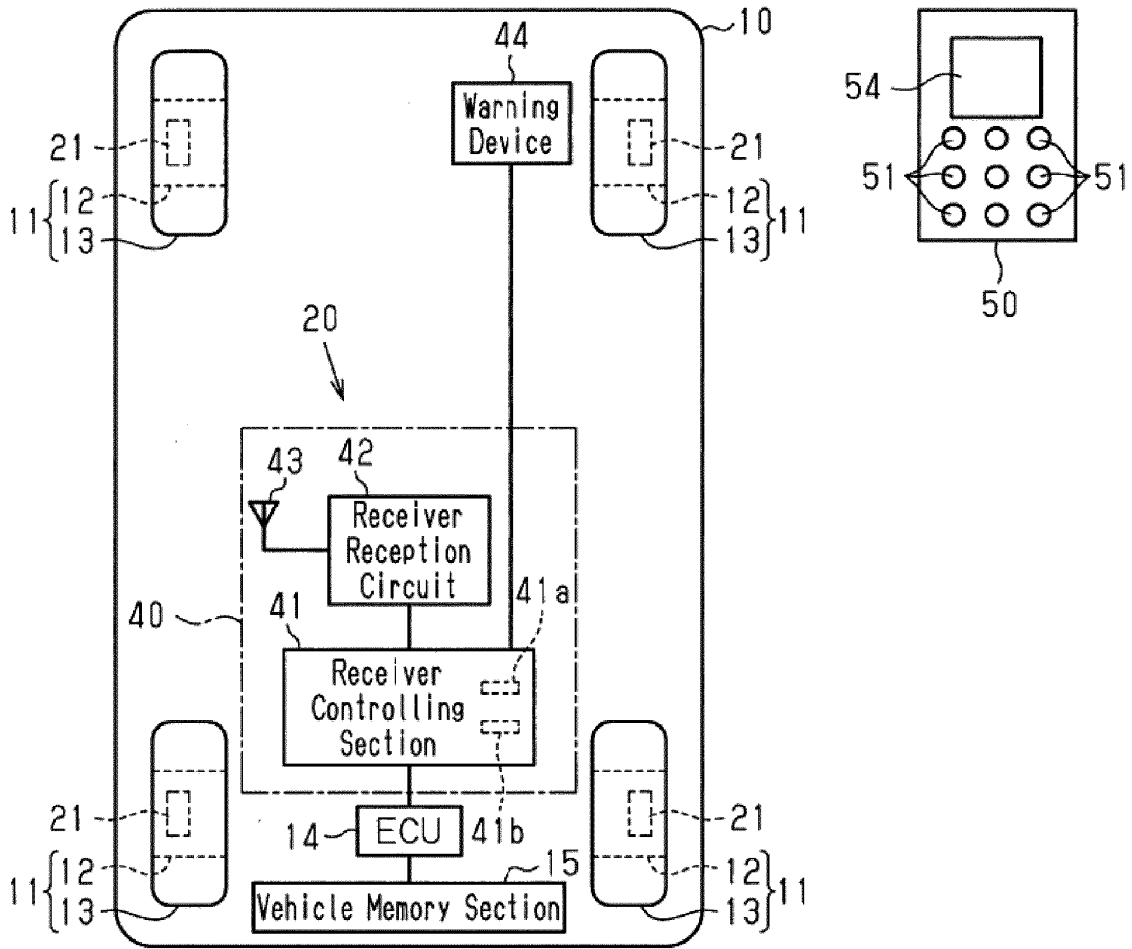 10
44
54
Warning
Device
21
21
51
51
11
12
13
12
11
13
50
20
43
42
Receiver
Reception
Circuit
41a
40
41
Receiver
Controlling
Section
21
21
14
ECU
41b
15
11
12
13
12
11
13
Vehicle Memory Section